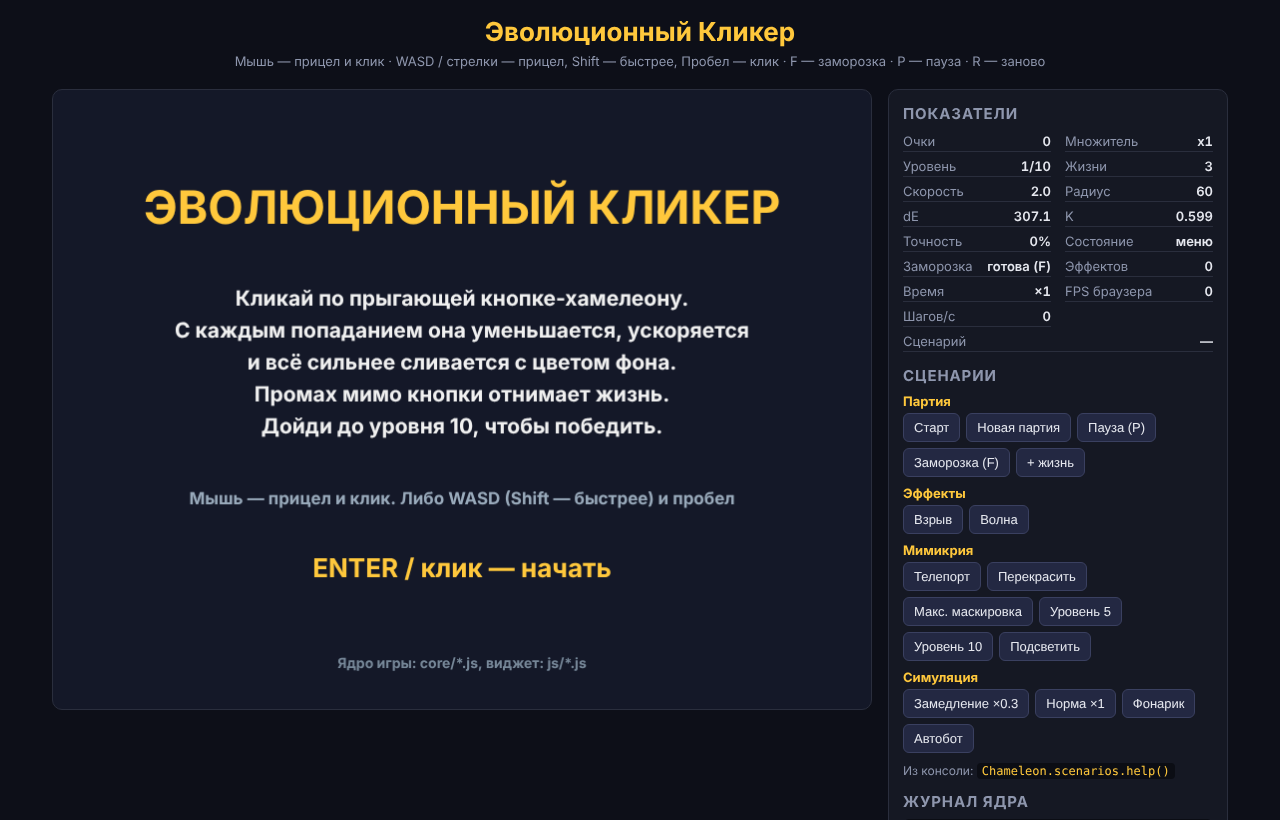 Эволюционный Кликер
Мышь — прицел и клик · WASD / стрелки — прицел, Shift — быстрее, Пробел — клик · F — заморозка · P — пауза · R — заново
ЭВОЛЮЦИОННЫЙ КЛИКЕР
Кликай по прыгающей кнопке-хамелеону.
С каждым попаданием она уменьшается, ускоряется
и всё сильнее сливается с цветом фона.
Промах мимо кнопки отнимает жизнь.
Дойди до уровня 10, чтобы победить.
Мышь — прицел и клик. Либо WASD (Shift — быстрее) и пробел
ENTER / клик — начать
Ядро игры: core/*.js, виджет: js/*.js
ПОКАЗАТЕЛИ
Очки 0 Множитель x1
Уровень 1/10 Жизни 3
Скорость 2.0 Радиус 60
dE 307.1 K 0.599
Точность 0% Состояние меню
Заморозка готова (F) Эффектов 0
Время ×1 FPS браузера 0
Шагов/с 0
Сценарий —
СЦЕНАРИИ
Партия
Старт Новая партия Пауза (P)
Заморозка (F) + жизнь
Эффекты
Взрыв Волна
Мимикрия
Телепорт Перекрасить
Макс. маскировка Уровень 5
Уровень 10 Подсветить
Симуляция
Замедление ×0.3 Норма ×1 Фонарик
Автобот
Из консоли: Chameleon.scenarios.help()
ЖУРНАЛ ЯДРА